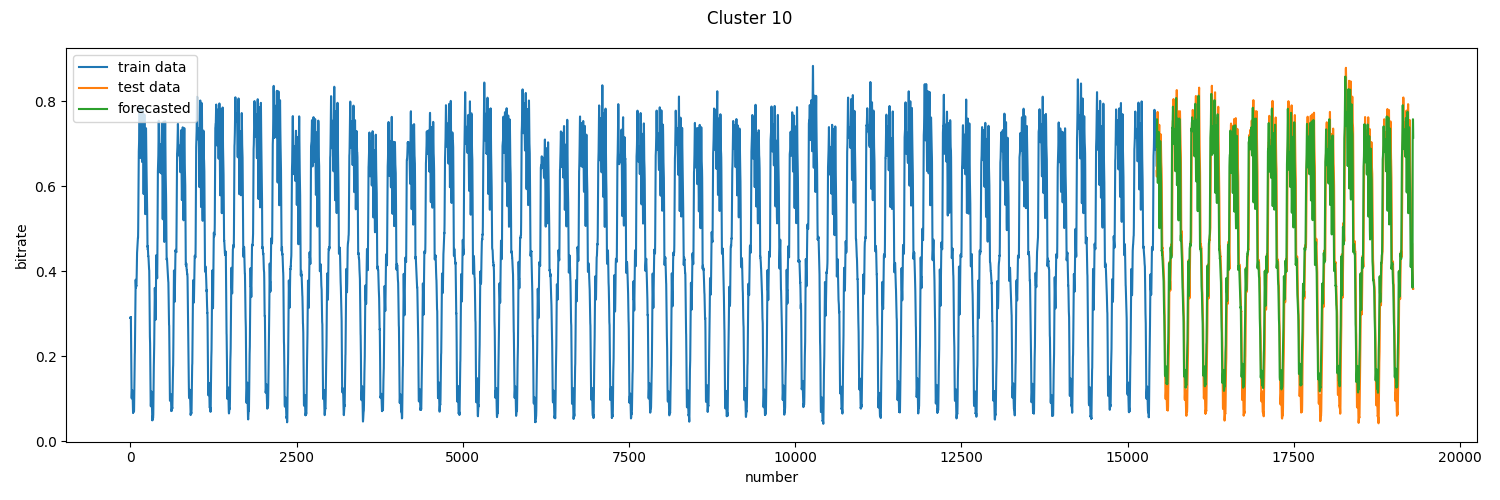 Cluster 10
train data
test data
forecasted
bitrate
0.8
0.6
0.4
0.2
0.0
0 2500 5000 7500 10000 12500 15000 17500 20000
number